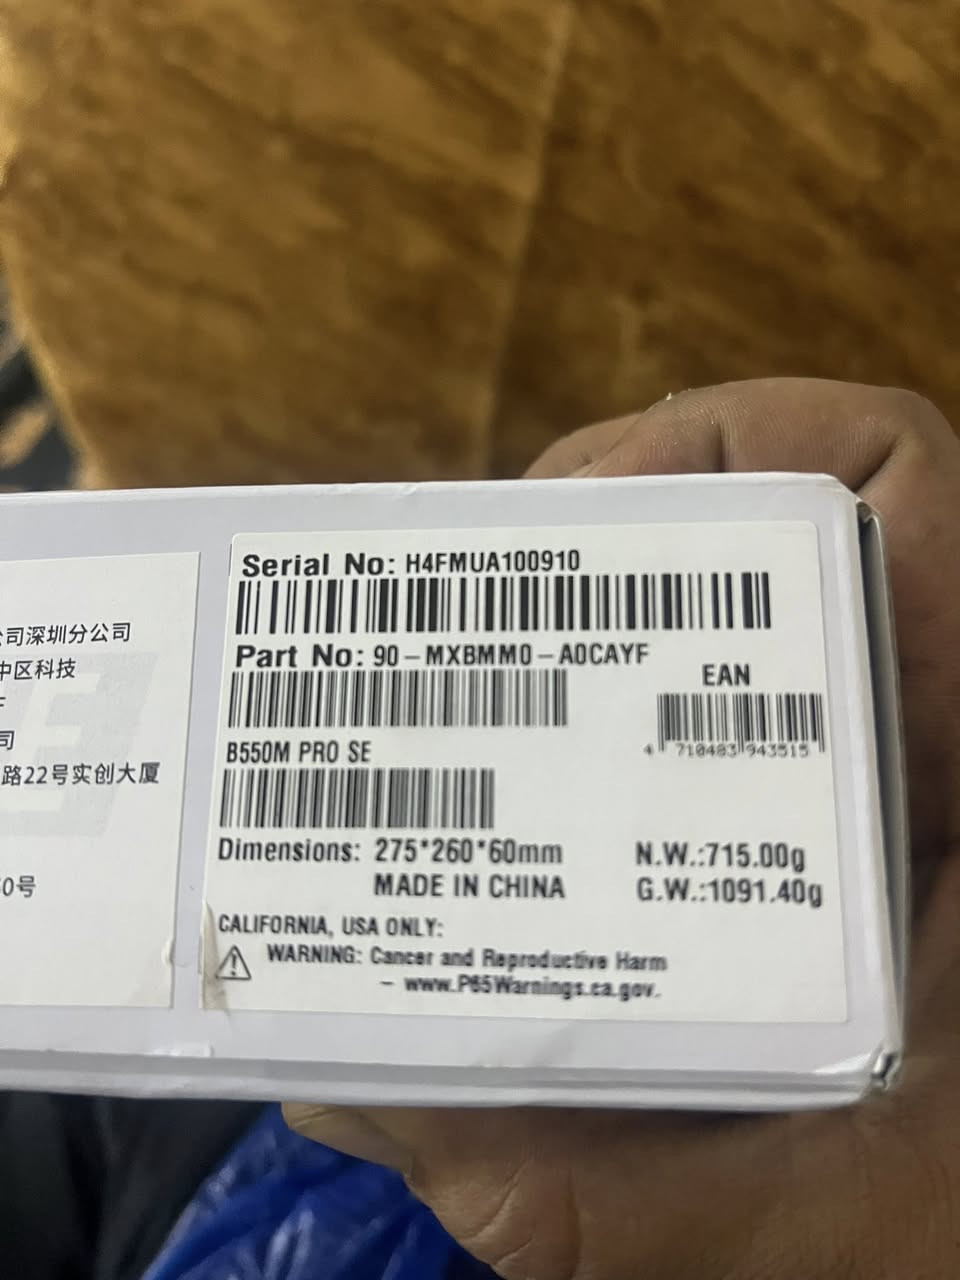 公司深圳分公司
中区科技
司
路22号实创大厦
0号
Serial No: H4FMUA100910
Part No: 90-MXBMM0-A0CAYF
EAN
4 710483 943515
B550M PRO SE
Dimensions: 275*260*60mm
N.W.:715.00g
MADE IN CHINA
G.W.:1091.40g
CALIFORNIA, USA ONLY:
WARNING: Cancer and Reproductive Harm
- www.P65Warnings.ca.gov.